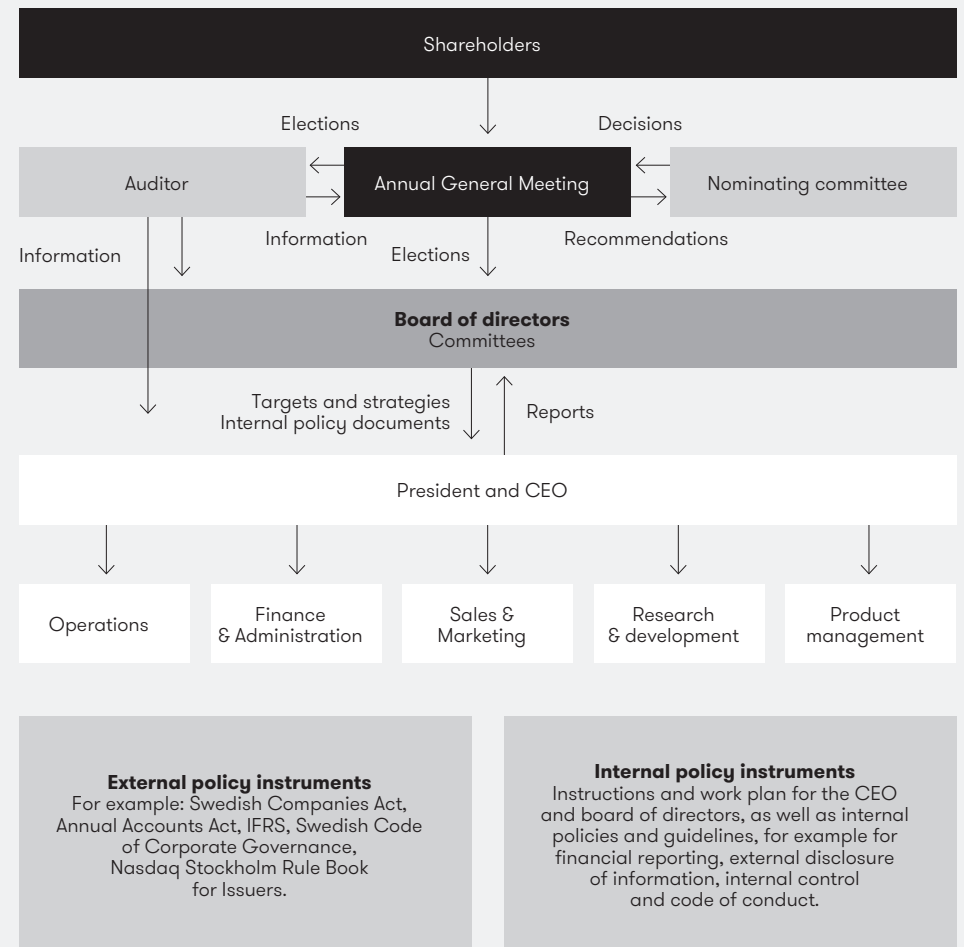 Shareholders
Elections
Decisions
Auditor
Annual General Meeting
Nominating committee
Information
Information
Elections
Recommendations
Board of directors
Committees
Targets and strategies
Internal policy documents
Reports
President and CEO
Operations
Finance
& Administration
Sales &
Marketing
Research
& development
Product
management
External policy instruments
For example: Swedish Companies Act,
Annual Accounts Act, IFRS, Swedish Code
of Corporate Governance,
Nasdaq Stockholm Rule Book
for Issuers.
Internal policy instruments
Instructions and work plan for the CEO
and board of directors, as well as internal
policies and guidelines, for example for
financial reporting, external disclosure
of information, internal control
and code of conduct.